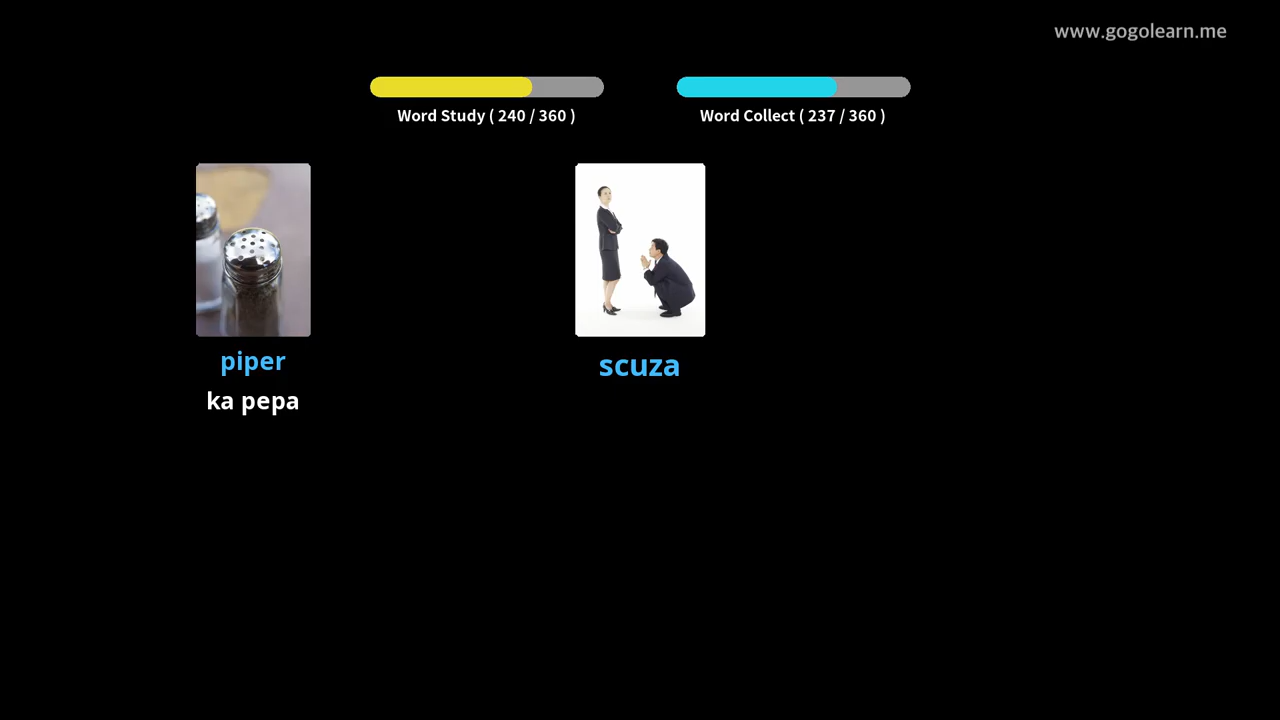 www.gogolearn.me
Word Study ( 240 / 360 )
Word Collect ( 237 / 360 )
piper
ka pepa
scuza